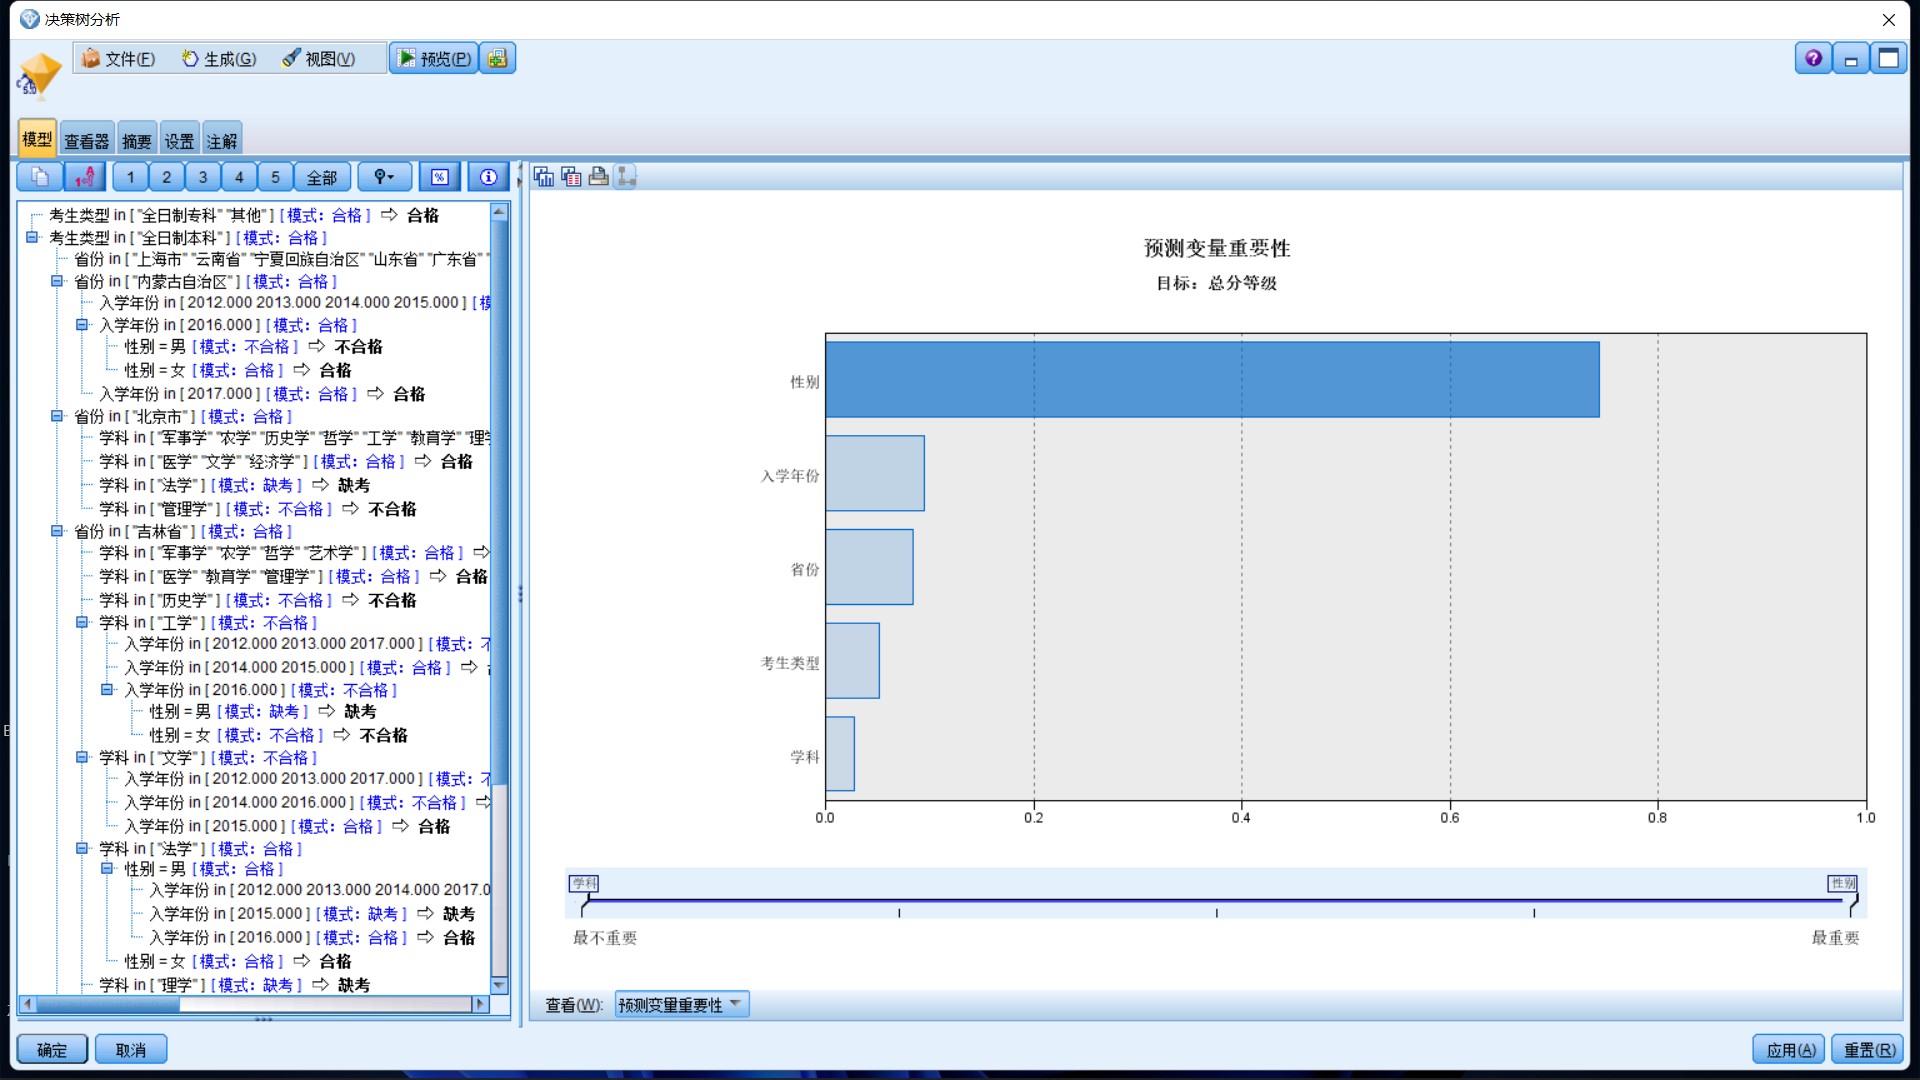 决策树分析
文件(F) 生成(G) 视图(V) 预览(P)
模型 查看器 摘要 设置 注解
1 2 3 4 5 全部
考生类型 in [ "全日制专科" "其他" ] [ 模式: 合格 ] ⇨ 合格
考生类型 in [ "全日制本科" ] [ 模式: 合格 ]
省份 in [ "上海市" "云南省" "宁夏回族自治区" "山东省" "广东省" "
省份 in [ "内蒙古自治区" ] [ 模式: 合格 ]
入学年份 in [ 2012.000 2013.000 2014.000 2015.000 ] [ 模
入学年份 in [ 2016.000 ] [ 模式: 合格 ]
性别 = 男 [ 模式: 不合格 ] ⇨ 不合格
性别 = 女 [ 模式: 合格 ] ⇨ 合格
入学年份 in [ 2017.000 ] [ 模式: 合格 ] ⇨ 合格
省份 in [ "北京市" ] [ 模式: 合格 ]
学科 in [ "军事学" "农学" "历史学" "哲学" "工学" "教育学" "理学
学科 in [ "医学" "文学" "经济学" ] [ 模式: 合格 ] ⇨ 合格
学科 in [ "法学" ] [ 模式: 缺考 ] ⇨ 缺考
学科 in [ "管理学" ] [ 模式: 不合格 ] ⇨ 不合格
省份 in [ "吉林省" ] [ 模式: 合格 ]
学科 in [ "军事学" "农学" "哲学" "艺术学" ] [ 模式: 合格 ] ⇨
学科 in [ "医学" "教育学" "管理学" ] [ 模式: 合格 ] ⇨ 合格
学科 in [ "历史学" ] [ 模式: 不合格 ] ⇨ 不合格
学科 in [ "工学" ] [ 模式: 不合格 ]
入学年份 in [ 2012.000 2013.000 2017.000 ] [ 模式: 不
入学年份 in [ 2014.000 2015.000 ] [ 模式: 合格 ] ⇨
入学年份 in [ 2016.000 ] [ 模式: 不合格 ]
性别 = 男 [ 模式: 缺考 ] ⇨ 缺考
性别 = 女 [ 模式: 不合格 ] ⇨ 不合格
学科 in [ "文学" ] [ 模式: 不合格 ]
入学年份 in [ 2012.000 2013.000 2017.000 ] [ 模式: 不
入学年份 in [ 2014.000 2016.000 ] [ 模式: 不合格 ] ⇨
入学年份 in [ 2015.000 ] [ 模式: 合格 ] ⇨ 合格
学科 in [ "法学" ] [ 模式: 合格 ]
性别 = 男 [ 模式: 合格 ]
入学年份 in [ 2012.000 2013.000 2014.000 2017.0
入学年份 in [ 2015.000 ] [ 模式: 缺考 ] ⇨ 缺考
入学年份 in [ 2016.000 ] [ 模式: 合格 ] ⇨ 合格
性别 = 女 [ 模式: 合格 ] ⇨ 合格
学科 in [ "理学" ] [ 模式: 缺考 ] ⇨ 缺考
预测变量重要性
目标: 总分等级
性别
入学年份
省份
考生类型
学科
0.0 0.2 0.4 0.6 0.8 1.0
学科 性别
最不重要 最重要
查看(W): 预测变量重要性
确定 取消 应用(A) 重置(R)